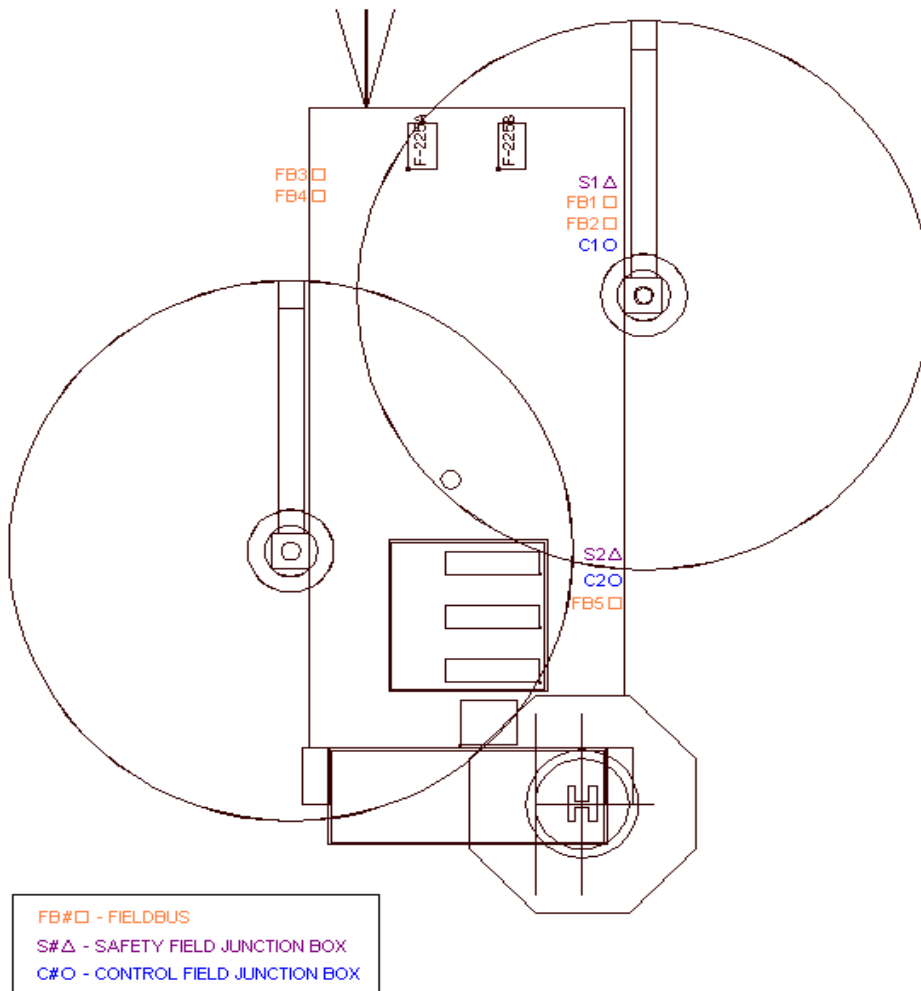 F-225A
F-225B
FB3□
FB4□
S1△
FB1□
FB2□
C1○
S2△
C2○
FB5□
H
FB#□ - FIELDBUS
S#△ - SAFETY FIELD JUNCTION BOX
C#○ - CONTROL FIELD JUNCTION BOX